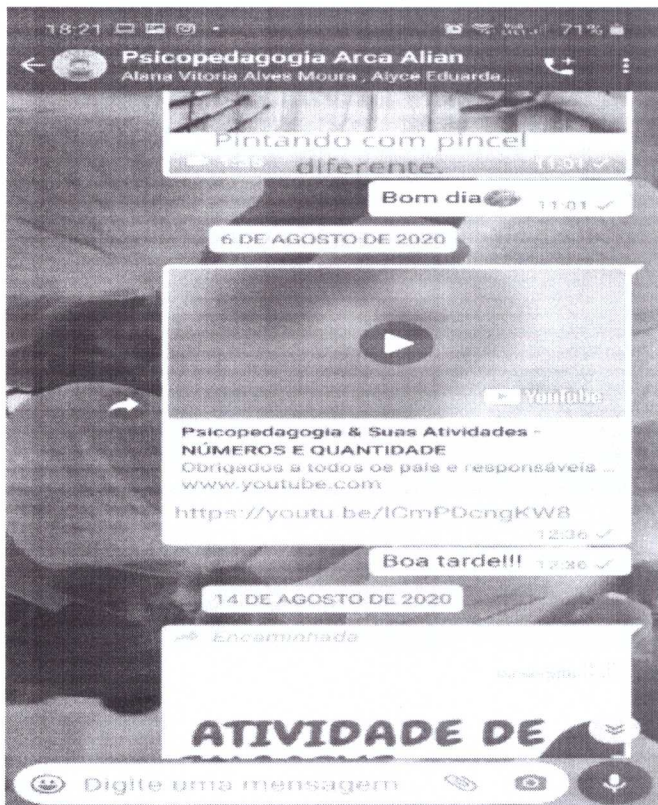 18:21
71%
Psicopedagogia Arca Alian
Alana Vitoria Alves Moura , Alyce Eduarda...
Pintando com pincel
diferente.
11:01
Bom dia
11:01
6 DE AGOSTO DE 2020
YouTube
Psicopedagogia & Suas Atividades -
NÚMEROS E QUANTIDADE
Obrigados a todos os pais e responsáveis ...
www.youtube.com
https://youtu.be/lCmPDcngKW8
12:36
Boa tarde!!! 12:36
14 DE AGOSTO DE 2020
Encaminhada
ATIVIDADE DE
Digite uma mensagem